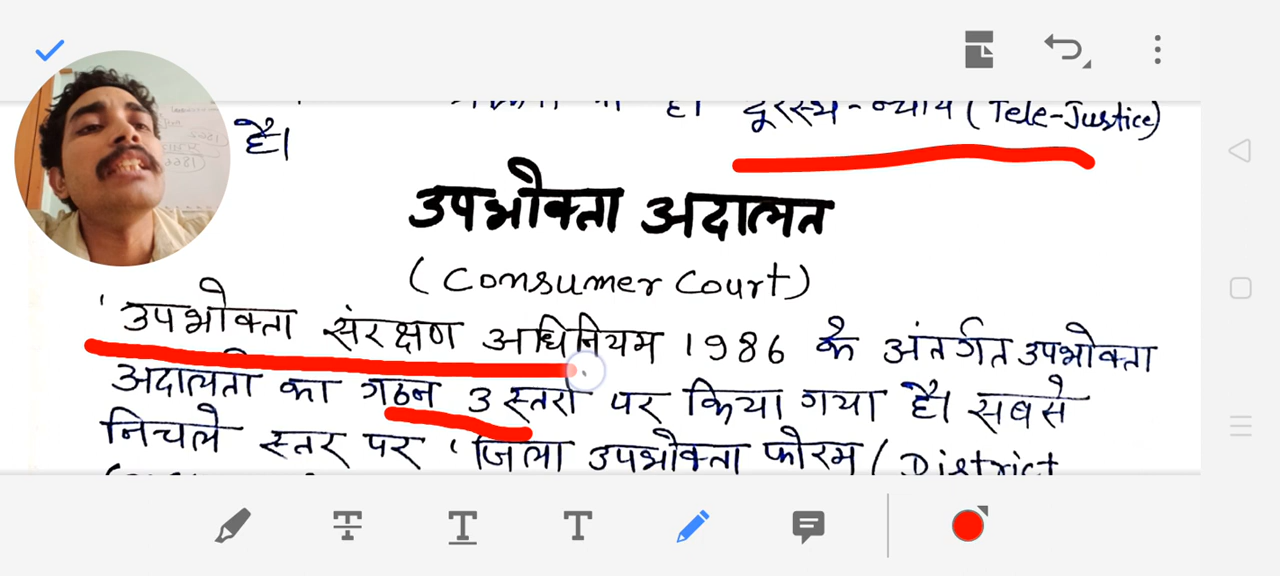 है। दूरस्थ-न्याय (Tele-Justice)
है।
उपभोक्ता अदालत
(Consumer Court)
'उपभोक्ता संरक्षण अधिनियम 1986 के अंतर्गत उपभोक्ता
अदालतों का गठन 3 स्तरों पर किया गया है। सबसे
निचले स्तर पर 'जिला उपभोक्ता फोरम (District